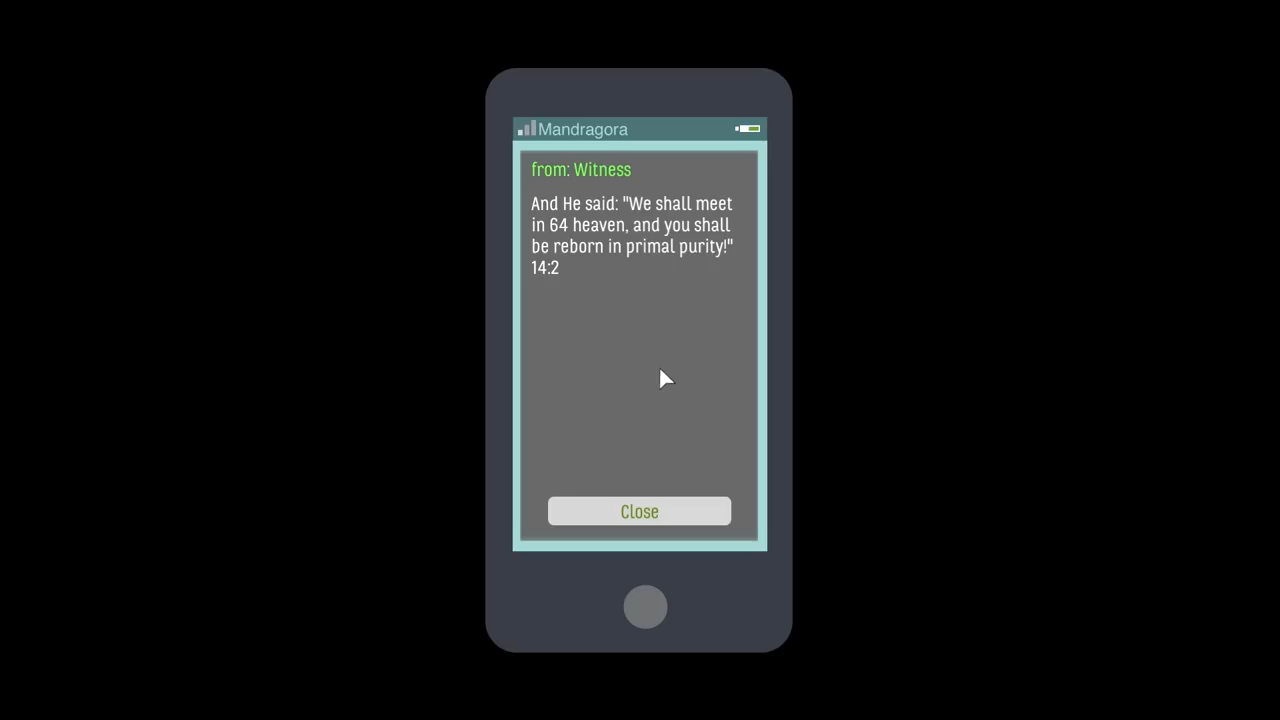 Mandragora
from: Witness
And He said: "We shall meet
in 64 heaven, and you shall
be reborn in primal purity!"
14:2
Close